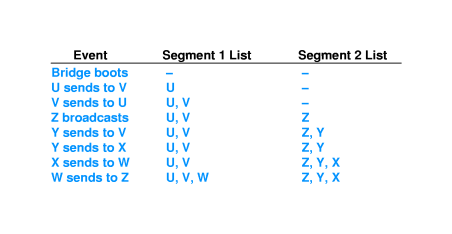 Event Segment 1 List Segment 2 List
Bridge boots – –
U sends to V U –
V sends to U U, V –
Z broadcasts U, V Z
Y sends to V U, V Z, Y
Y sends to X U, V Z, Y
X sends to W U, V Z, Y, X
W sends to Z U, V, W Z, Y, X